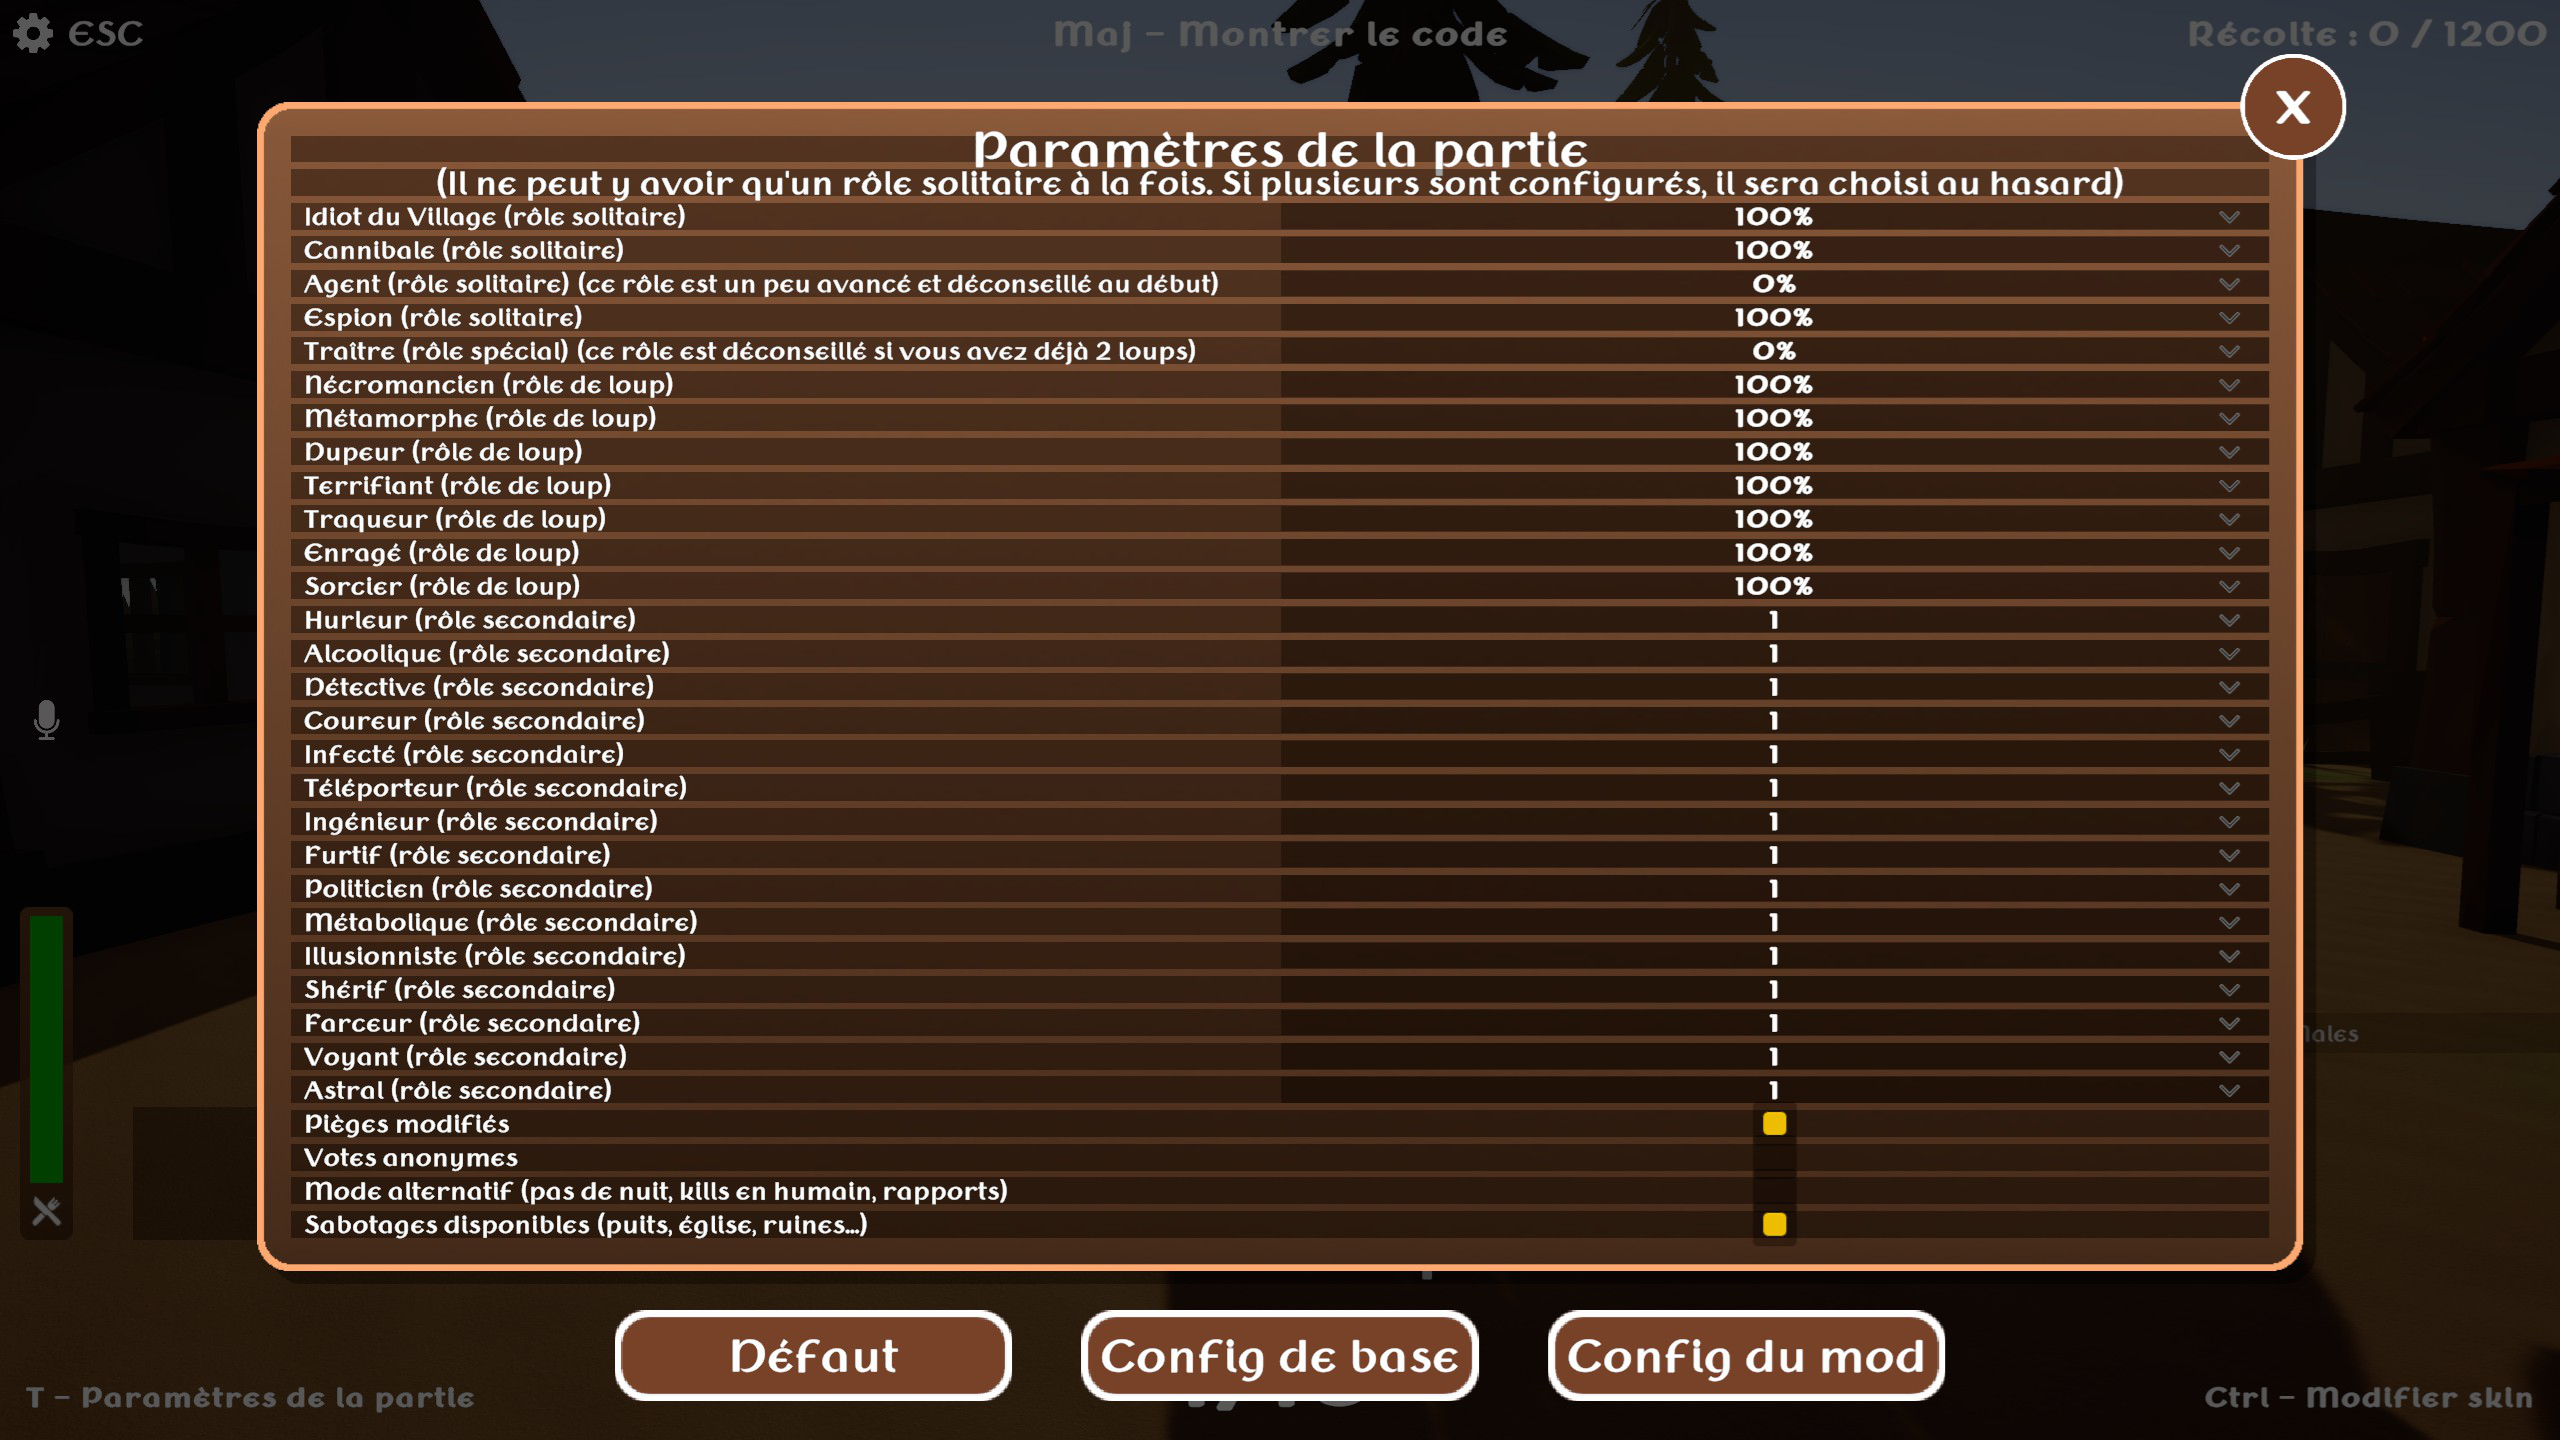 ESC
Maj - Montrer le code
Récolte : 0 / 1200
X
Paramètres de la partie
(Il ne peut y avoir qu'un rôle solitaire à la fois. Si plusieurs sont configurés, il sera choisi au hasard)
Idiot du Village (rôle solitaire) 100%
Cannibale (rôle solitaire) 100%
Agent (rôle solitaire) (ce rôle est un peu avancé et déconseillé au début) 0%
Espion (rôle solitaire) 100%
Traître (rôle spécial) (ce rôle est déconseillé si vous avez déjà 2 loups) 0%
Nécromancien (rôle de loup) 100%
Métamorphe (rôle de loup) 100%
Dupeur (rôle de loup) 100%
Terrifiant (rôle de loup) 100%
Traqueur (rôle de loup) 100%
Enragé (rôle de loup) 100%
Sorcier (rôle de loup) 100%
Hurleur (rôle secondaire) 1
Alcoolique (rôle secondaire) 1
Détective (rôle secondaire) 1
Coureur (rôle secondaire) 1
Infecté (rôle secondaire) 1
Téléporteur (rôle secondaire) 1
Ingénieur (rôle secondaire) 1
Furtif (rôle secondaire) 1
Politicien (rôle secondaire) 1
Métabolique (rôle secondaire) 1
Illusionniste (rôle secondaire) 1
Shérif (rôle secondaire) 1
Farceur (rôle secondaire) 1
Voyant (rôle secondaire) 1
Astral (rôle secondaire) 1
Pièges modifiés
Votes anonymes
Mode alternatif (pas de nuit, kills en humain, rapports)
Sabotages disponibles (puits, église, ruines...)
Défaut
Config de base
Config du mod
T - Paramètres de la partie
Ctrl - Modifier skin